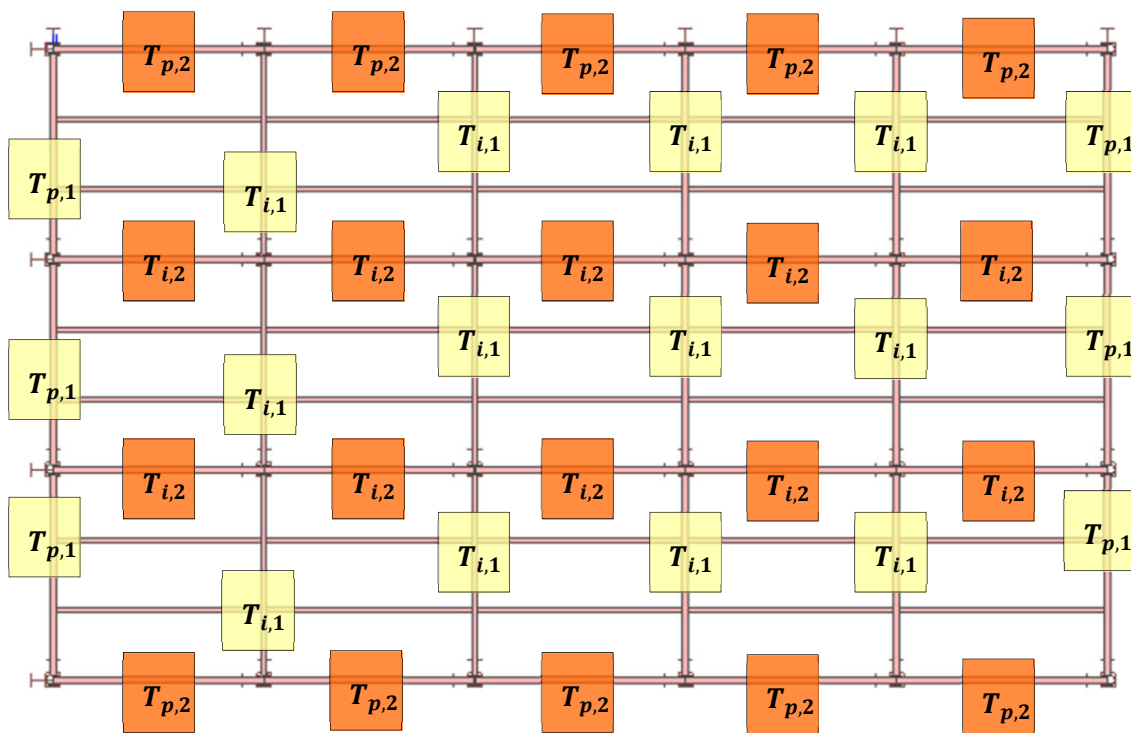 T_{p,2} T_{p,2} T_{p,2} T_{p,2} T_{p,2}
T_{i,1} T_{i,1} T_{i,1} T_{p,1}
T_{p,1} T_{i,1}
T_{i,2} T_{i,2} T_{i,2} T_{i,2} T_{i,2}
T_{i,1} T_{i,1} T_{i,1} T_{p,1}
T_{p,1} T_{i,1}
T_{i,2} T_{i,2} T_{i,2} T_{i,2} T_{i,2}
T_{p,1} T_{i,1} T_{i,1} T_{i,1} T_{p,1}
T_{i,1}
T_{p,2} T_{p,2} T_{p,2} T_{p,2} T_{p,2}